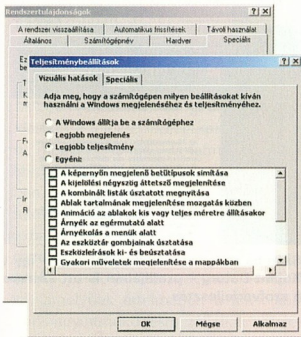 Rendszertulajdonságok
A rendszer visszaállítása
Automatikus frissítések
Távoli használat
Általános
Számítógépnév
Hardver
Speciális
Ez
be
Teljesítménybeállítások
Vizuális hatások
Speciális
Adja meg, hogy a számítógépen milyen beállításokat kíván
használni a Windows megjelenéséhez és teljesítményéhez.
A Windows állítja be a számítógéphez
Legjobb megjelenés
Legjobb teljesítmény
Egyéni:
A képernyőn megjelenő betűtípusok simítása
A kijelölési négyszög áttetsző megjelenítése
A kombinált listák úsztatott megnyitása
Ablak tartalmának megjelenítése mozgatás közben
Animáció az ablakok kis vagy teljes méretre állításakor
Árnyék az egérmutató alatt
Árnyékolás a menük alatt
Az eszköztár gombjainak úsztatása
Eszközleírások ki- és beúsztatása
Gyakori műveletek megjelenítése a mappákban
OK
Mégse
Alkalmaz